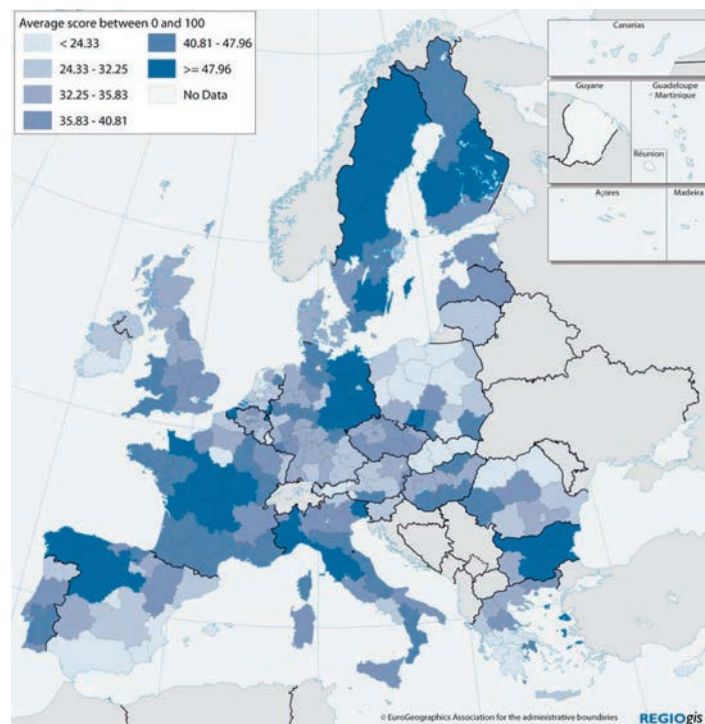 Average score between 0 and 100
< 24.33
24.33 - 32.25
32.25 - 35.83
35.83 - 40.81
40.81 - 47.96
>= 47.96
No Data
Canarias
Guyane
Guadeloupe
Martinique
Réunion
Açores
Madeira
© EuroGeographics Association for the administrative boundaries
REGIOgis